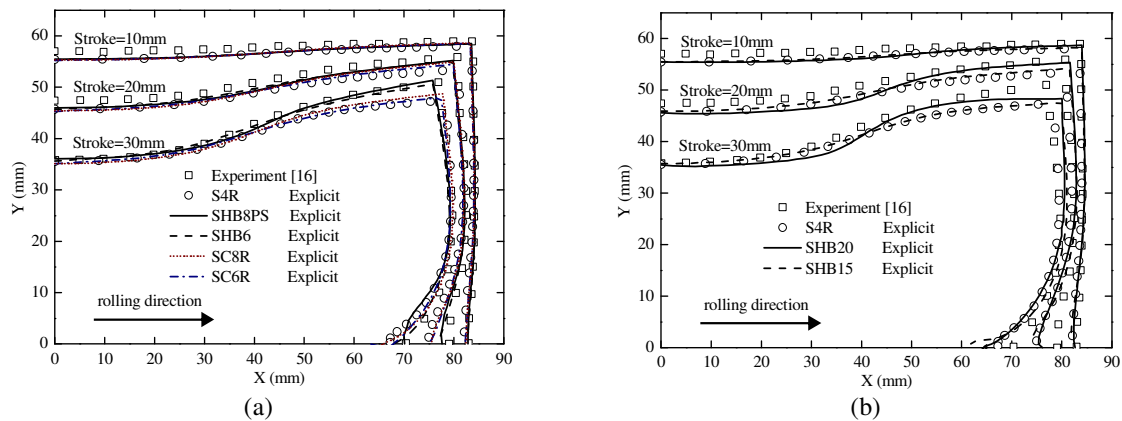 60
50
40
30
20
10
0
Y (mm)
Stroke=10mm
Stroke=20mm
Stroke=30mm
Experiment [16]
S4R Explicit
SHB8PS Explicit
SHB6 Explicit
SC8R Explicit
SC6R Explicit
rolling direction
0 10 20 30 40 50 60 70 80 90
X (mm)
(a)
60
50
40
30
20
10
0
Y (mm)
Stroke=10mm
Stroke=20mm
Stroke=30mm
Experiment [16]
S4R Explicit
SHB20 Explicit
SHB15 Explicit
rolling direction
0 10 20 30 40 50 60 70 80 90
X (mm)
(b)